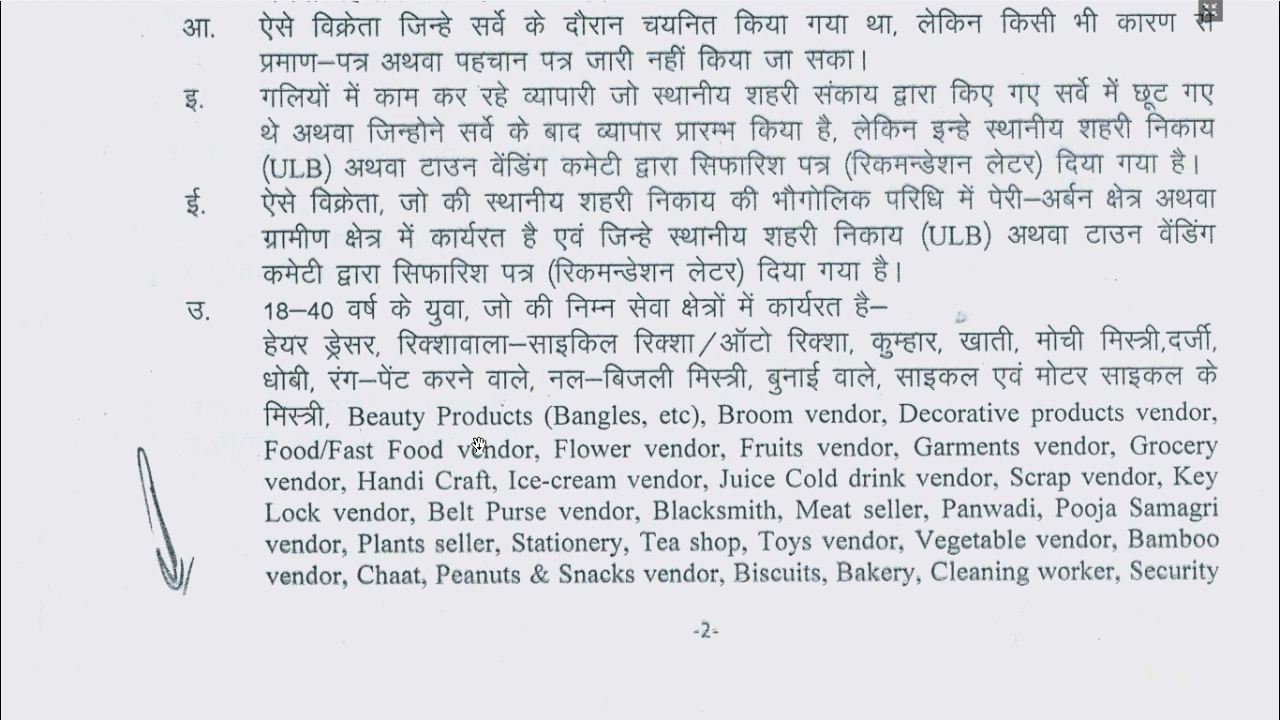 आ. ऐसे विक्रेता जिन्हे सर्वे के दौरान चयनित किया गया था, लेकिन किसी भी कारण से
प्रमाण–पत्र अथवा पहचान पत्र जारी नहीं किया जा सका।
इ. गलियों में काम कर रहे व्यापारी जो स्थानीय शहरी संकाय द्वारा किए गए सर्वे में छूट गए
थे अथवा जिन्होने सर्वे के बाद व्यापार प्रारम्भ किया है, लेकिन इन्हे स्थानीय शहरी निकाय
(ULB) अथवा टाउन वेंडिंग कमेटी द्वारा सिफारिश पत्र (रिकमन्डेशन लेटर) दिया गया है।
ई. ऐसे विक्रेता, जो की स्थानीय शहरी निकाय की भौगोलिक परिधि में पेरी–अर्बन क्षेत्र अथवा
ग्रामीण क्षेत्र में कार्यरत है एवं जिन्हे स्थानीय शहरी निकाय (ULB) अथवा टाउन वेंडिंग
कमेटी द्वारा सिफारिश पत्र (रिकमन्डेशन लेटर) दिया गया है।
उ. 18–40 वर्ष के युवा, जो की निम्न सेवा क्षेत्रों में कार्यरत है–
हेयर ड्रेसर, रिक्शावाला–साइकिल रिक्शा/ऑटो रिक्शा, कुम्हार, खाती, मोची मिस्त्री,दर्जी,
धोबी, रंग–पेंट करने वाले, नल–बिजली मिस्त्री, बुनाई वाले, साइकल एवं मोटर साइकल के
मिस्त्री, Beauty Products (Bangles, etc), Broom vendor, Decorative products vendor,
Food/Fast Food vendor, Flower vendor, Fruits vendor, Garments vendor, Grocery
vendor, Handi Craft, Ice-cream vendor, Juice Cold drink vendor, Scrap vendor, Key
Lock vendor, Belt Purse vendor, Blacksmith, Meat seller, Panwadi, Pooja Samagri
vendor, Plants seller, Stationery, Tea shop, Toys vendor, Vegetable vendor, Bamboo
vendor, Chaat, Peanuts & Snacks vendor, Biscuits, Bakery, Cleaning worker, Security
-2-